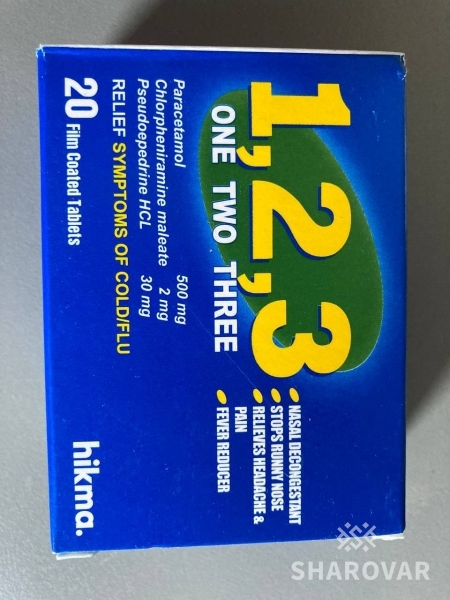 1,2,3
ONE TWO THREE
NASAL DECONGESTANT
STOPS RUNNY NOSE
RELIEVES HEADACHE &
PAIN
FEVER REDUCER
Paracetamol 500 mg
Chlorpheniramine maleate 2 mg
Pseudoepedrine HCL 30 mg
RELIEF SYMPTOMS OF COLD/FLU
20 Film Coated Tablets
hikma.
SHAROVAR